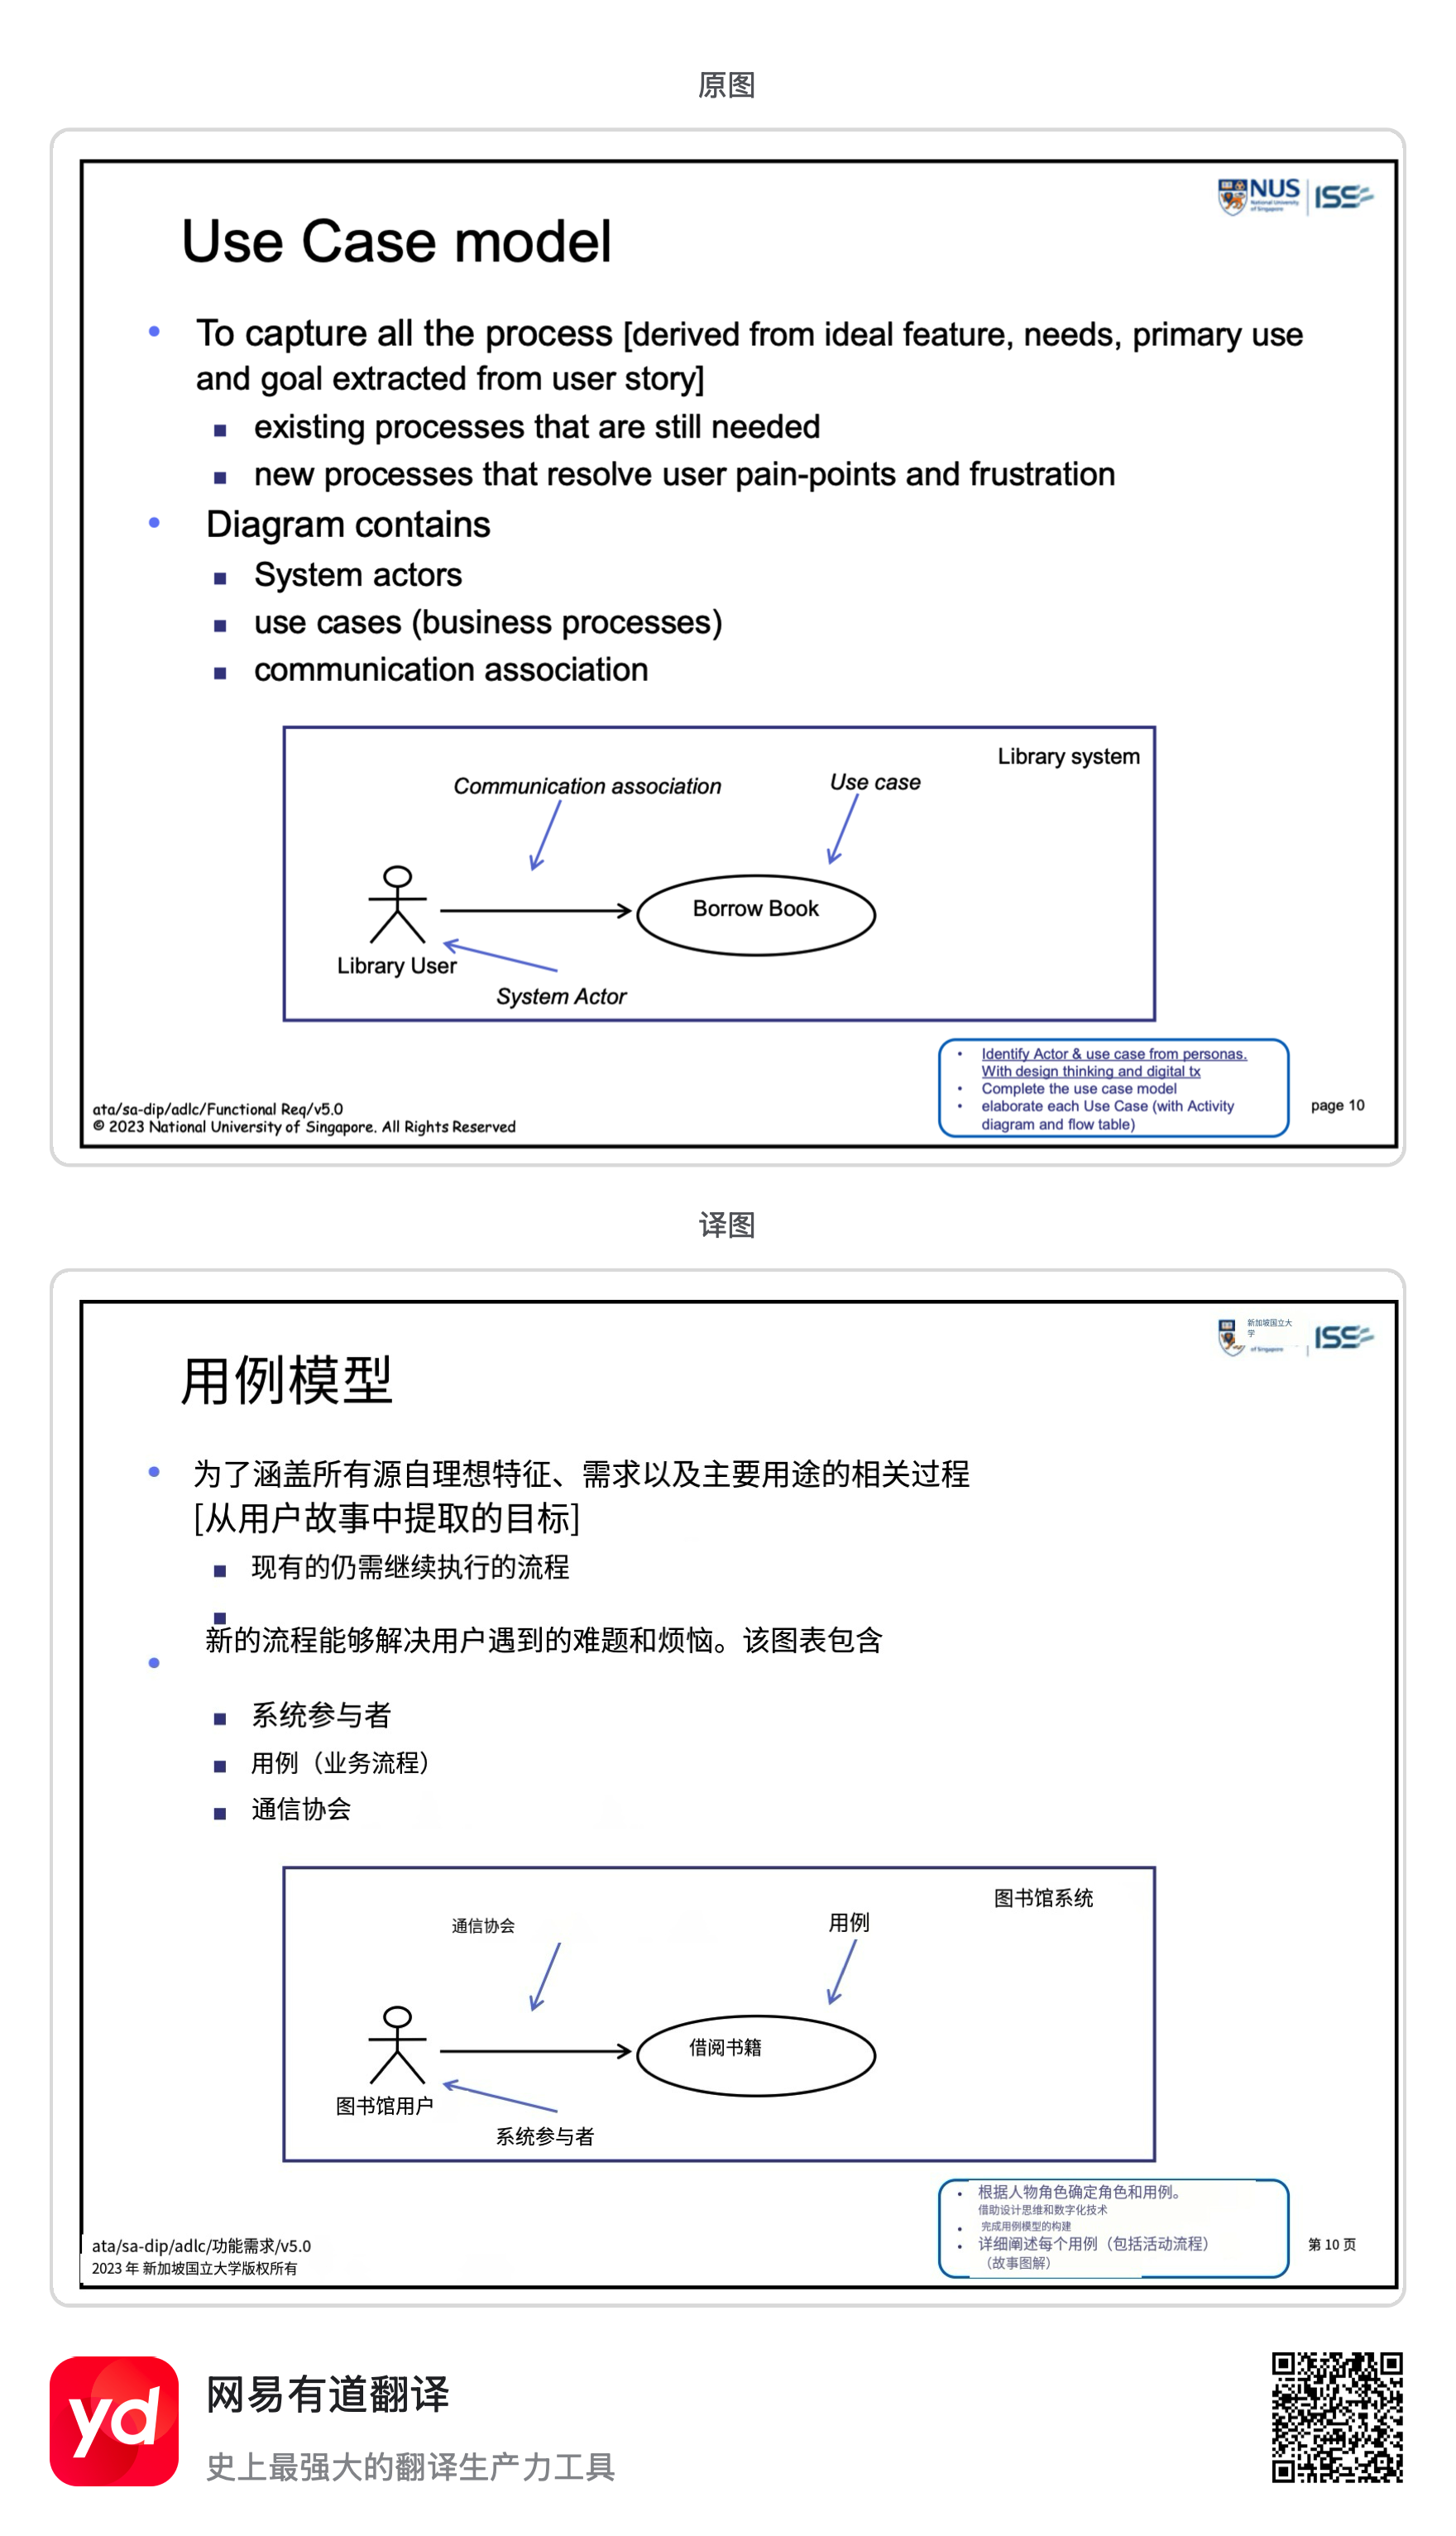 原图
NUS
National University
of Singapore
ISS
Use Case model
• To capture all the process [derived from ideal feature, needs, primary use
and goal extracted from user story]
■ existing processes that are still needed
■ new processes that resolve user pain-points and frustration
• Diagram contains
■ System actors
■ use cases (business processes)
■ communication association
Library system
Communication association
Use case
Borrow Book
Library User
System Actor
• Identify Actor & use case from personas.
With design thinking and digital tx
• Complete the use case model
• elaborate each Use Case (with Activity
diagram and flow table)
page 10
ata/sa-dip/adlc/Functional Req/v5.0
© 2023 National University of Singapore. All Rights Reserved
译图
新加坡国立大
学
of Singapore
ISS
用例模型
• 为了涵盖所有源自理想特征、需求以及主要用途的相关过程
[从用户故事中提取的目标]
■ 现有的仍需继续执行的流程
■
新的流程能够解决用户遇到的难题和烦恼。该图表包含
•
■ 系统参与者
■ 用例（业务流程）
■ 通信协会
图书馆系统
通信协会
用例
借阅书籍
图书馆用户
系统参与者
• 根据人物角色确定角色和用例。
借助设计思维和数字化技术
• 完成用例模型的构建
• 详细阐述每个用例（包括活动流程）
（故事图解）
第 10 页
ata/sa-dip/adlc/功能需求/v5.0
2023 年 新加坡国立大学版权所有
yd
网易有道翻译
史上最强大的翻译生产力工具